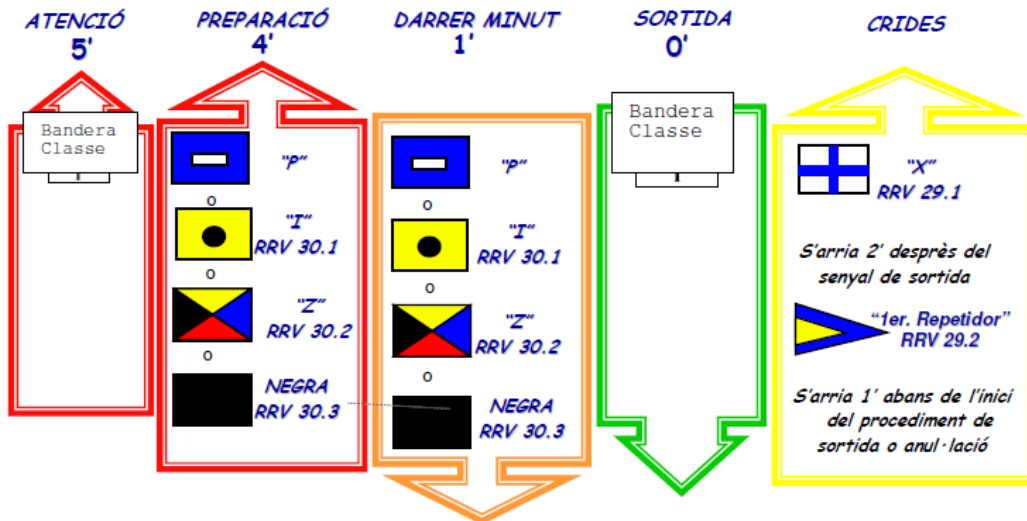 ATENCIÓ
5'
Bandera
Classe
PREPARACIÓ
4'
"P"
o
"I"
RRV 30.1
o
"Z"
RRV 30.2
o
NEGRA
RRV 30.3
DARRER MINUT
1'
"P"
o
"I"
RRV 30.1
o
"Z"
RRV 30.2
o
NEGRA
RRV 30.3
SORTIDA
0'
Bandera
Classe
CRIDES
"X"
RRV 29.1
S'arria 2' desprès del
senyal de sortida
"1er. Repetidor"
RRV 29.2
S'arria 1' abans de l'inici
del procediment de
sortida o anul·lació